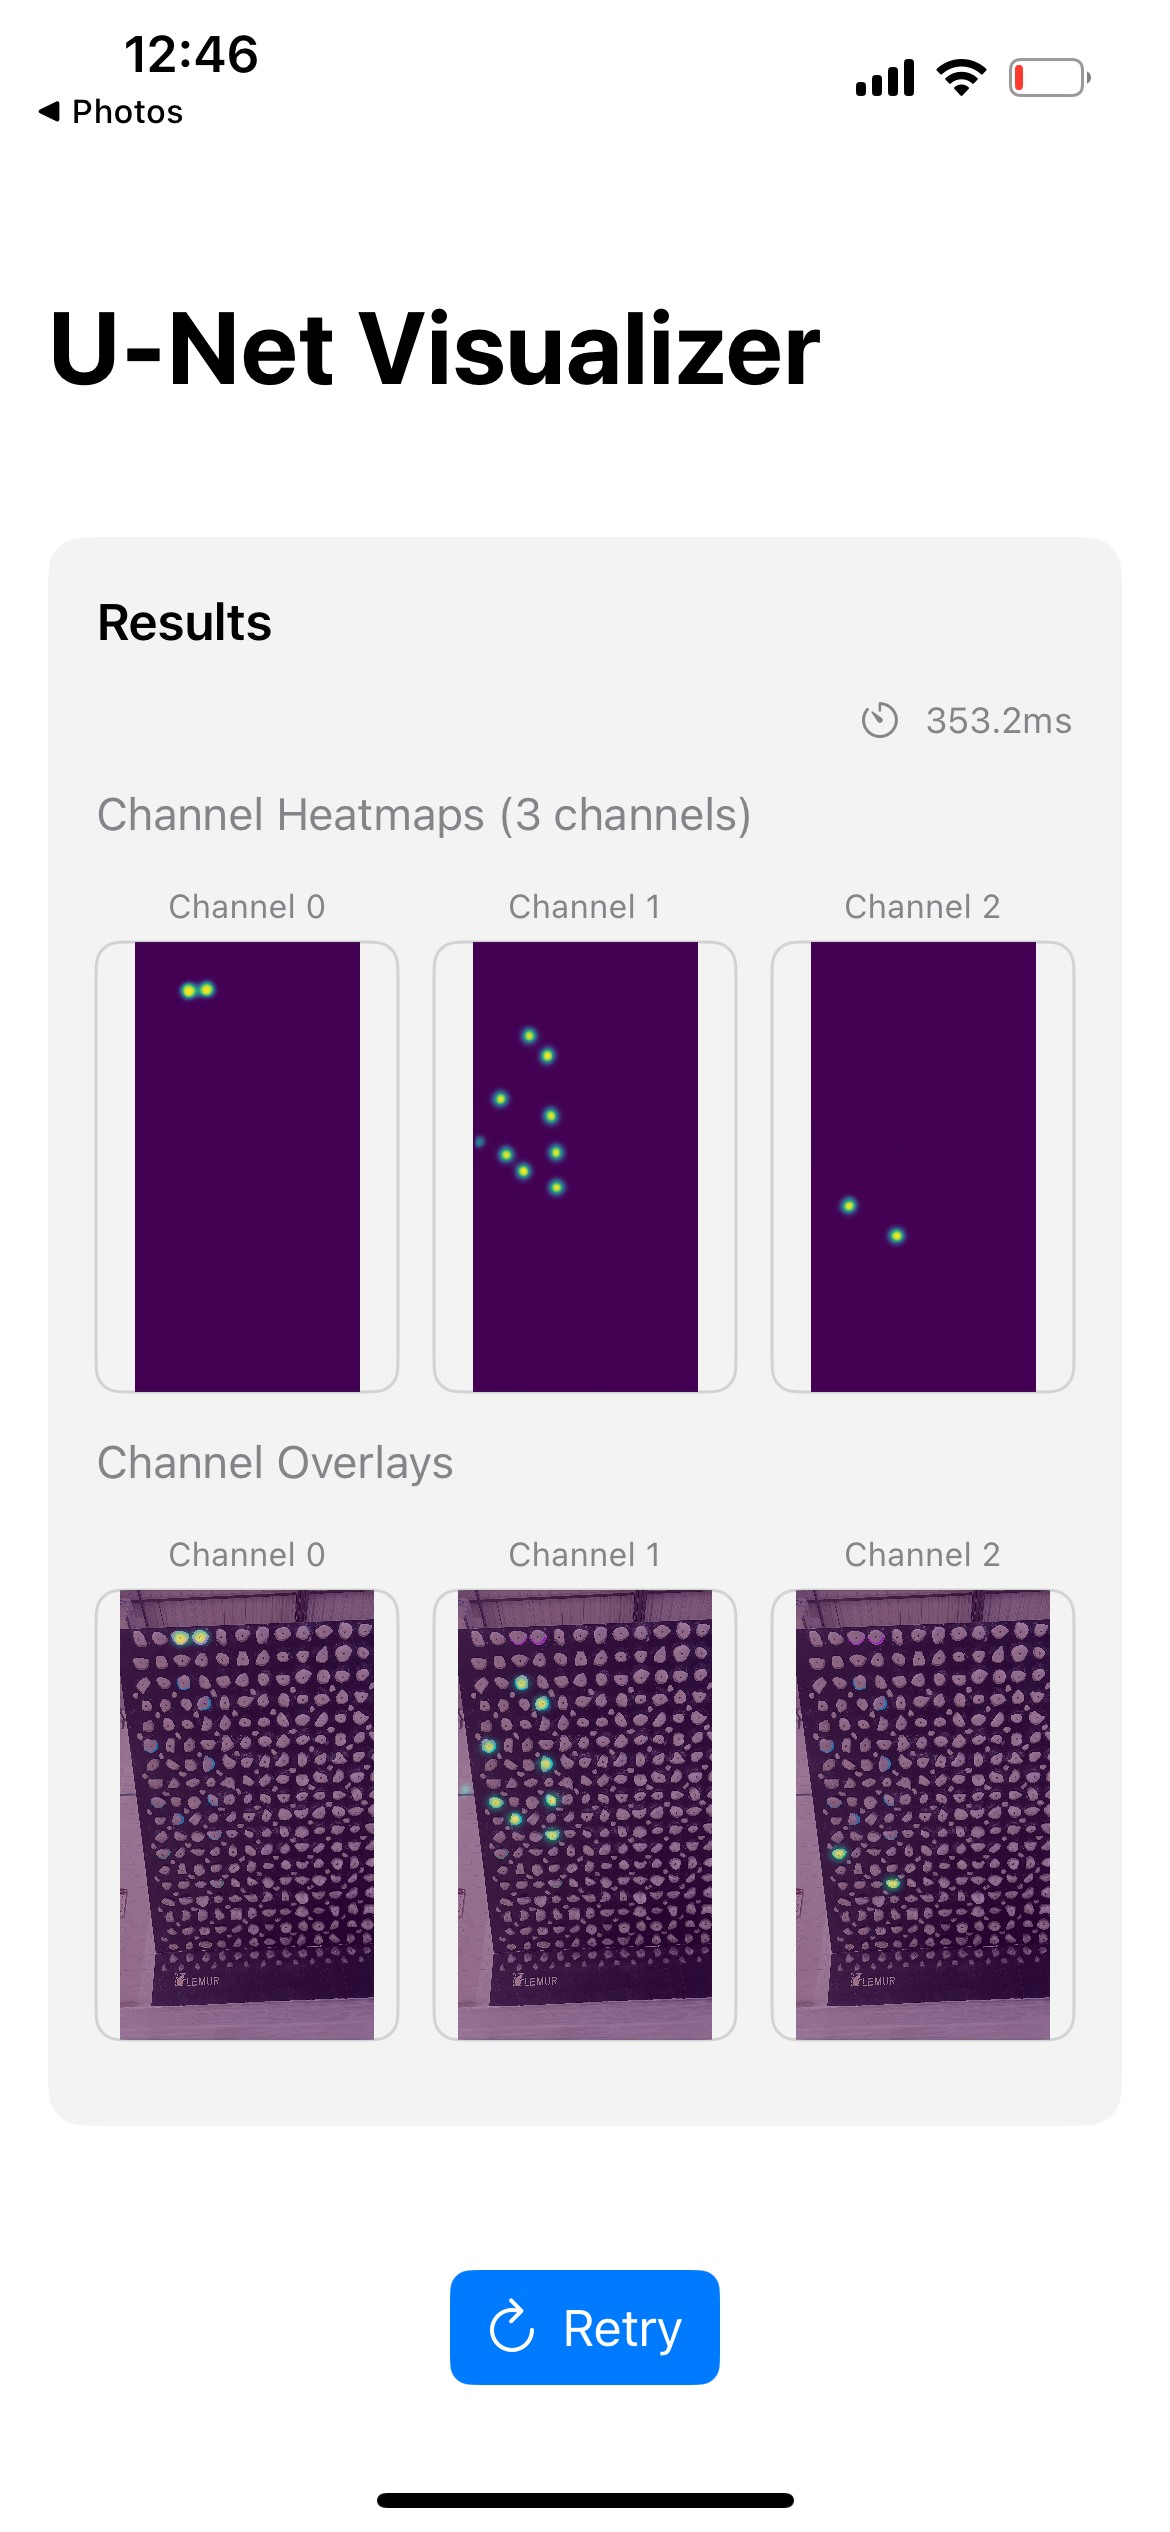 12:46
Photos
U-Net Visualizer
Results
353.2ms
Channel Heatmaps (3 channels)
Channel 0 Channel 1 Channel 2
Channel Overlays
Channel 0 Channel 1 Channel 2
LEMUR LEMUR LEMUR
Retry